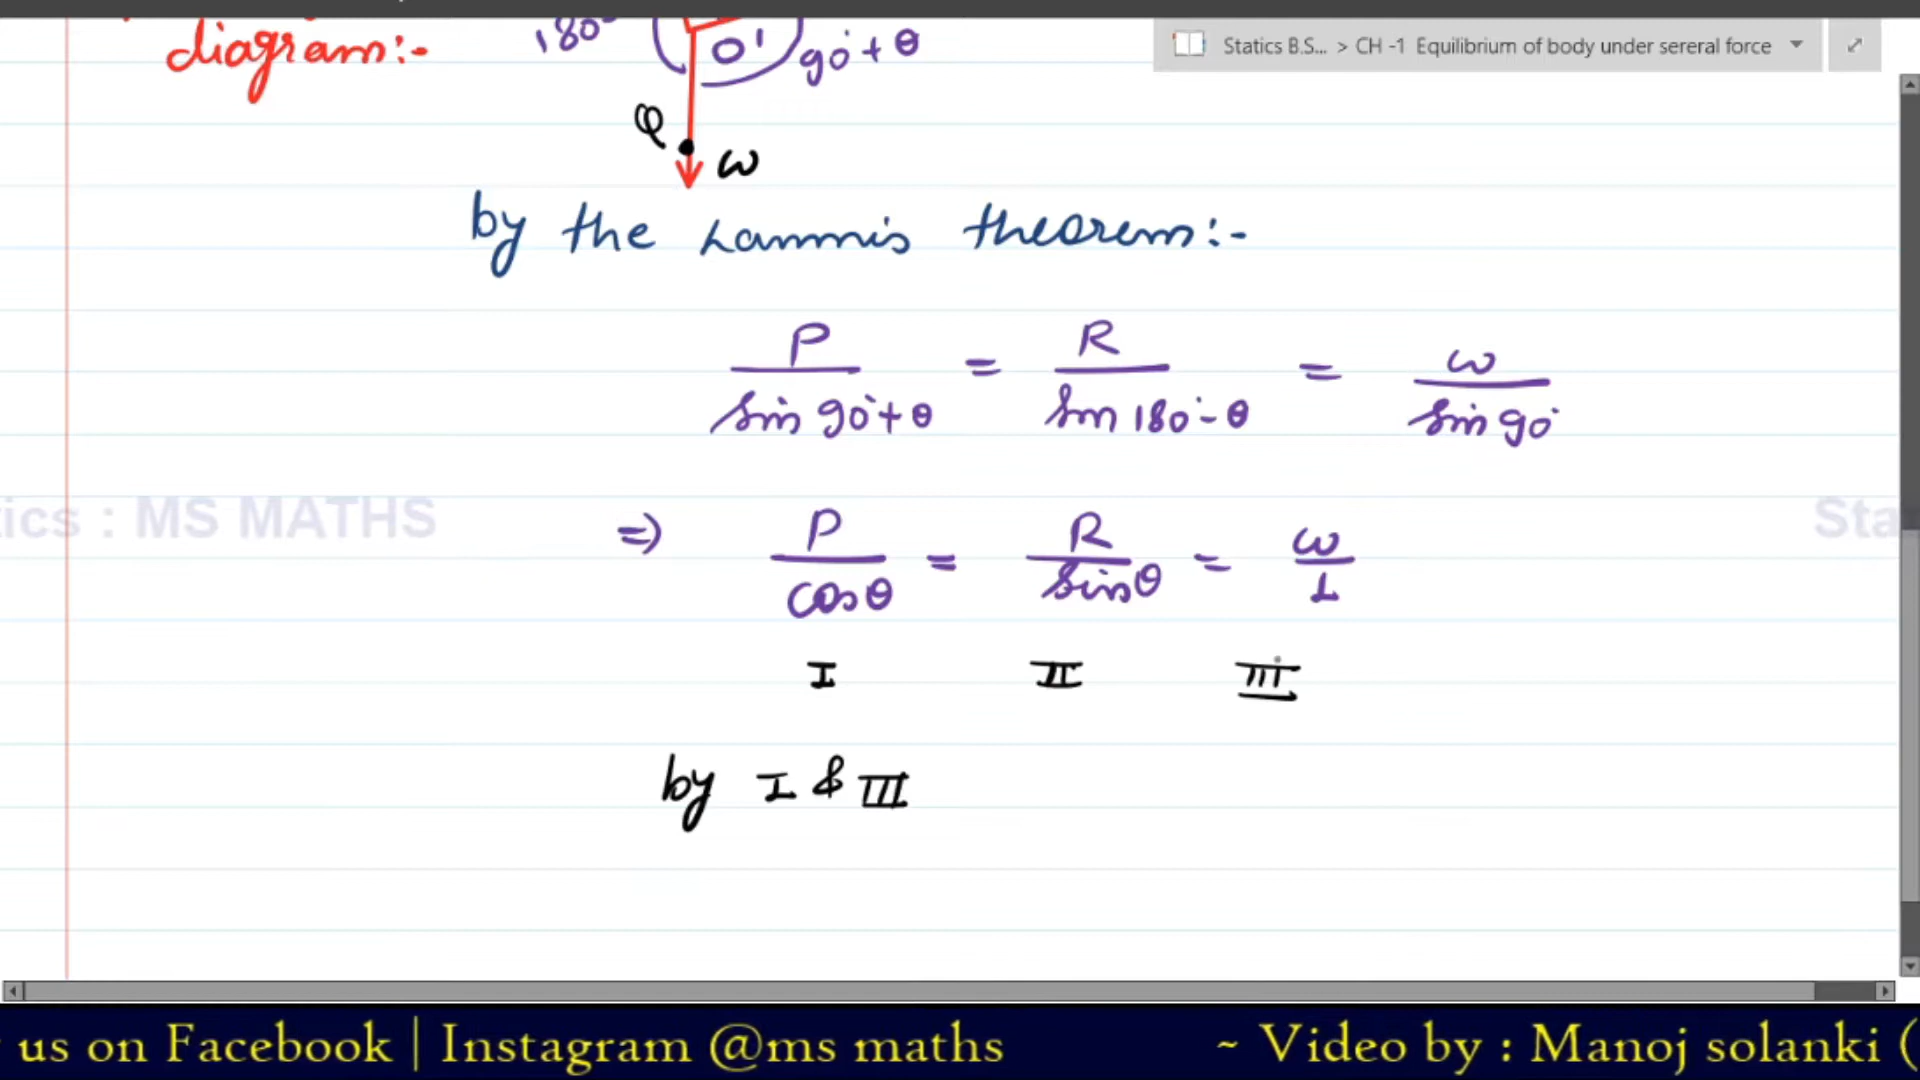 diagram:-
180°
O'
90°+θ
Statics B.S... > CH -1 Equilibrium of body under sereral force
Q
W
by the Lammis theorem:-
P/sin 90°+θ = R/sin 180°-θ = W/sin 90°
tics : MS MATHS
Sta
=> P/cosθ = R/sinθ = W/1
I II III
by I & III
us on Facebook | Instagram @ms maths ~ Video by : Manoj solanki (